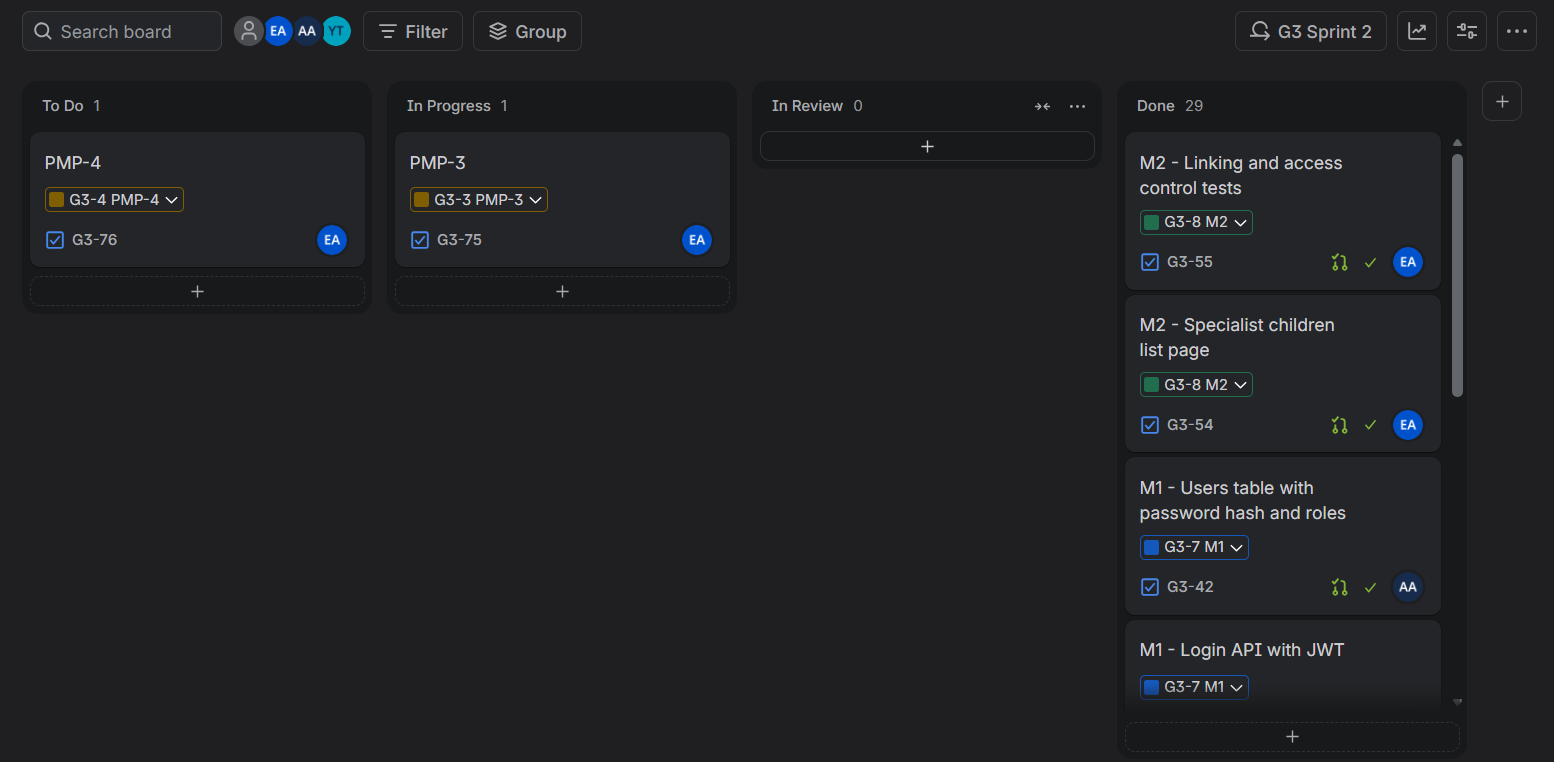 Search board
EA
AA
YT
Filter
Group
G3 Sprint 2
To Do 1
PMP-4
G3-4 PMP-4
G3-76
EA
In Progress 1
PMP-3
G3-3 PMP-3
G3-75
EA
In Review 0
Done 29
M2 - Linking and access
control tests
G3-8 M2
G3-55
EA
M2 - Specialist children
list page
G3-8 M2
G3-54
EA
M1 - Users table with
password hash and roles
G3-7 M1
G3-42
AA
M1 - Login API with JWT
G3-7 M1